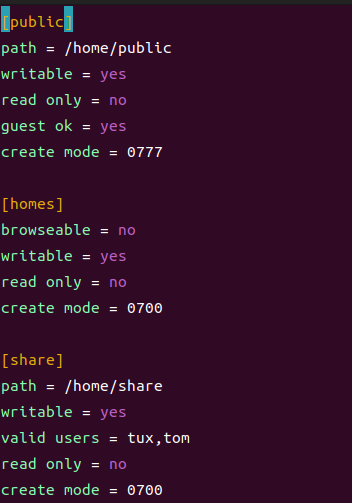 [public]
path = /home/public
writable = yes
read only = no
guest ok = yes
create mode = 0777
[homes]
browseable = no
writable = yes
read only = no
create mode = 0700
[share]
path = /home/share
writable = yes
valid users = tux,tom
read only = no
create mode = 0700